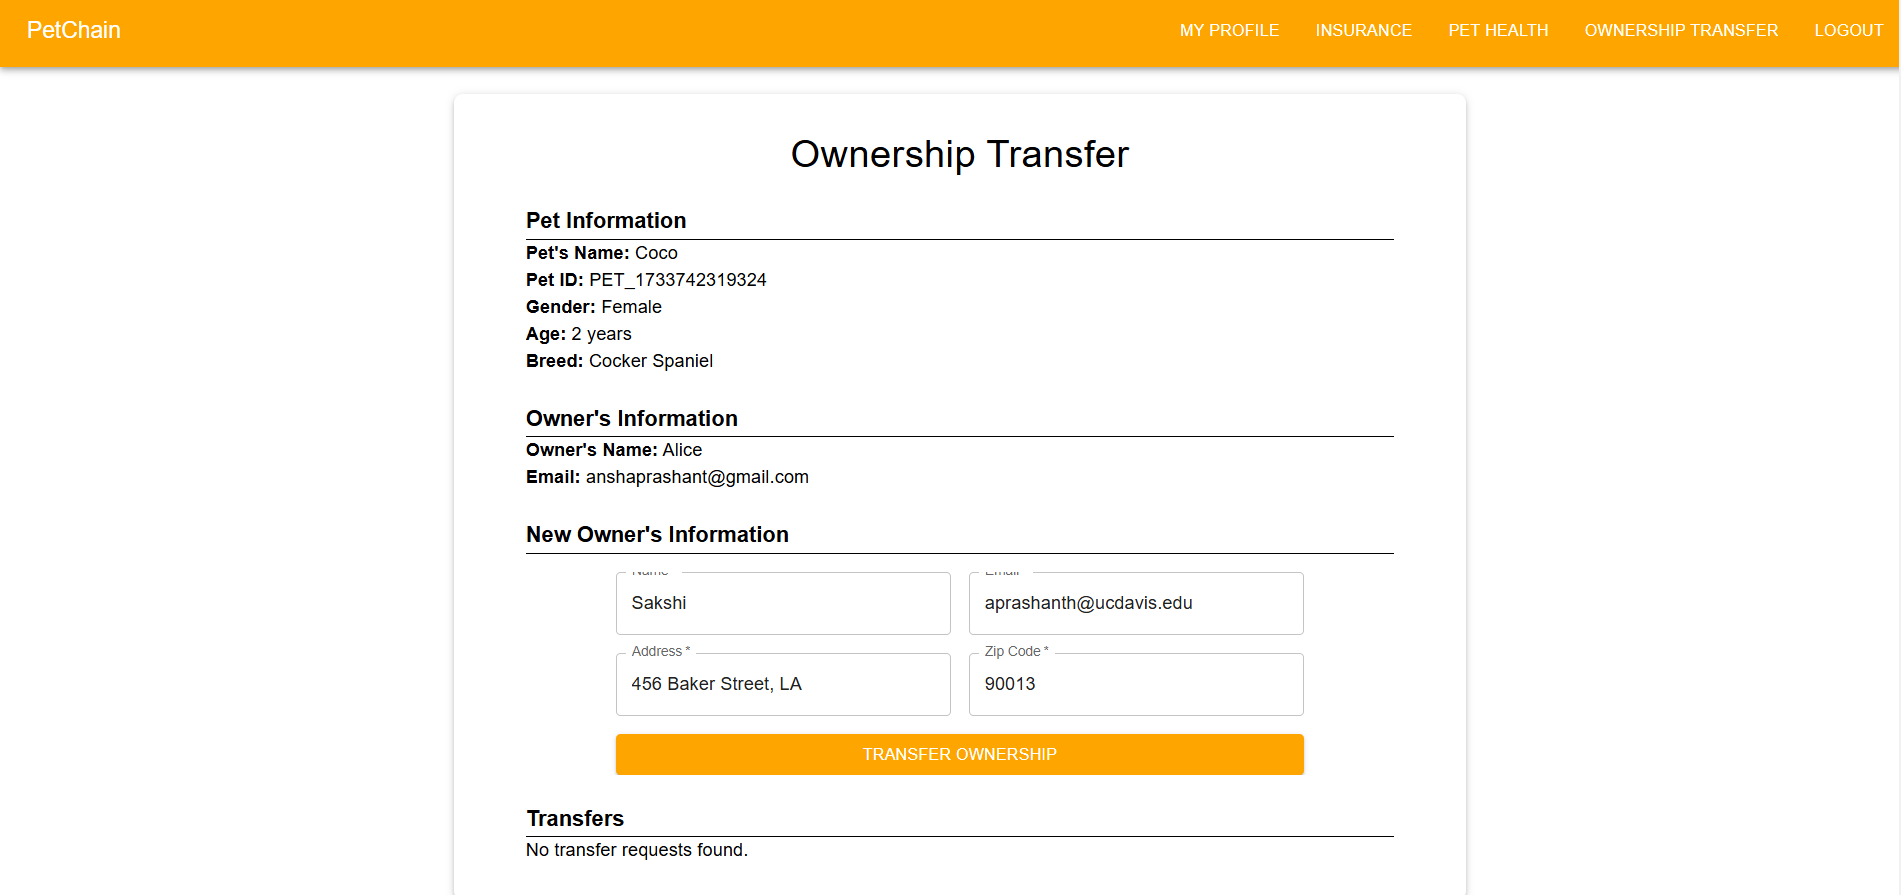 PetChain
MY PROFILE INSURANCE PET HEALTH OWNERSHIP TRANSFER LOGOUT
Ownership Transfer
Pet Information
Pet's Name: Coco
Pet ID: PET_1733742319324
Gender: Female
Age: 2 years
Breed: Cocker Spaniel
Owner's Information
Owner's Name: Alice
Email: anshaprashant@gmail.com
New Owner's Information
Name Email
Sakshi aprashanth@ucdavis.edu
Address * Zip Code *
456 Baker Street, LA 90013
TRANSFER OWNERSHIP
Transfers
No transfer requests found.